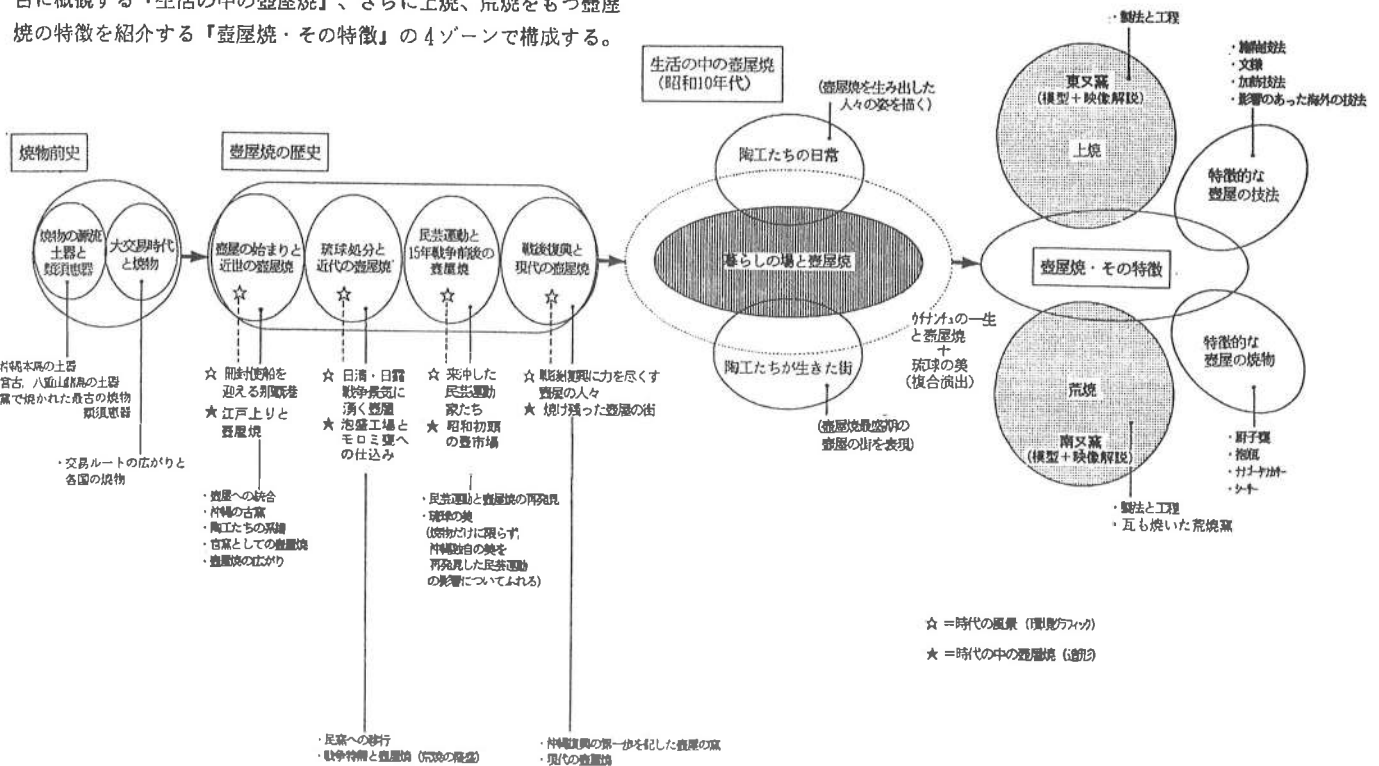 台に概観する『生活の中の壺屋焼』、さらに上焼、荒焼をもつ壺屋
焼の特徴を紹介する『壺屋焼・その特徴』の4ゾーンで構成する。
焼物前史
焼物の源流
土器と
類須恵器
大交易時代
と焼物
沖縄本島の土器
宮古、八重山諸島の土器
窯で焼かれた最古の焼物
類須恵器
・交易ルートの広がりと
各国の焼物
壺屋焼の歴史
壺屋の始まりと
近世の壺屋焼
琉球処分と
近代の壺屋焼
民芸運動と
15年戦争前後の
壺屋焼
戦後復興と
現代の壺屋焼
☆ 冊封使船を
迎える那覇港
★ 江戸上りと
壺屋焼
・壺屋への統合
・沖縄の古窯
・陶工たちの系譜
・官窯としての壺屋焼
・壺屋焼の広がり
☆ 日清・日露
戦争景気に
湧く壺屋
★ 泡盛工場と
モロミ甕へ
の仕込み
・民窯への移行
・戦争特需と壺屋焼(荒焼の隆盛)
☆ 来沖した
民芸運動
家たち
★ 昭和初頭
の壺市場
・民芸運動と壺屋焼の再発見
・琉球の美
(焼物だけに限らず、
沖縄独自の美を
再発見した民芸運動
の影響についてふれる)
☆ 戦後復興に力を尽くす
壺屋の人々
★ 焼け残った壺屋の街
・沖縄復興の第一歩を記した壺屋の窯
・現代の壺屋焼
生活の中の壺屋焼
(昭和10年代)
(壺屋焼を生み出した
人々の姿を描く)
陶工たちの日常
暮らしの場と壺屋焼
陶工たちが生きた街
(壺屋焼最盛期の
壺屋の街を表現)
ウチナンチュの一生
と壺屋焼
+
琉球の美
(複合演出)
・製法と工程
東ヌ窯
(模型+映像解説)
上焼
・施釉技法
・文様
・加飾技法
・影響のあった海外の技法
特徴的な
壺屋の技法
壺屋焼・その特徴
特徴的な
壺屋の焼物
・厨子甕
・抱瓶
・シーサー
荒焼
南ヌ窯
(模型+映像解説)
・製法と工程
・瓦も焼いた荒焼窯
☆ =時代の風景
★ =時代の中の壺屋焼(造形)